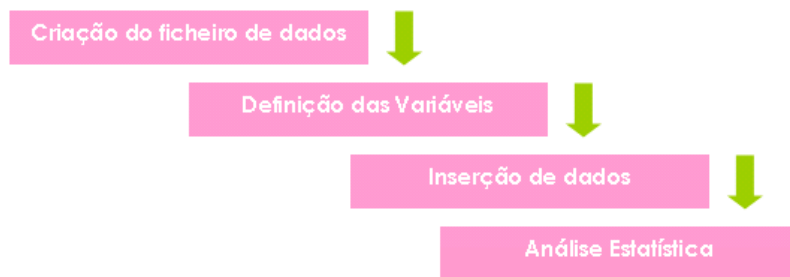 Criação do ficheiro de dados
Definição das Variáveis
Inserção de dados
Análise Estatística